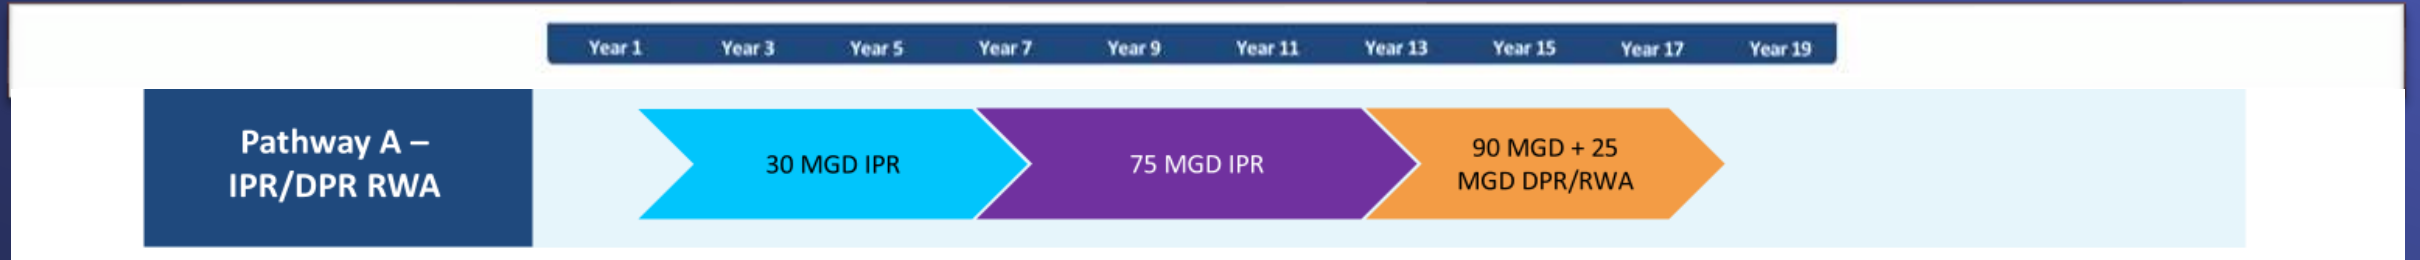 Year 1 Year 3 Year 5 Year 7 Year 9 Year 11 Year 13 Year 15 Year 17 Year 19
Pathway A –
IPR/DPR RWA
30 MGD IPR
75 MGD IPR
90 MGD + 25
MGD DPR/RWA